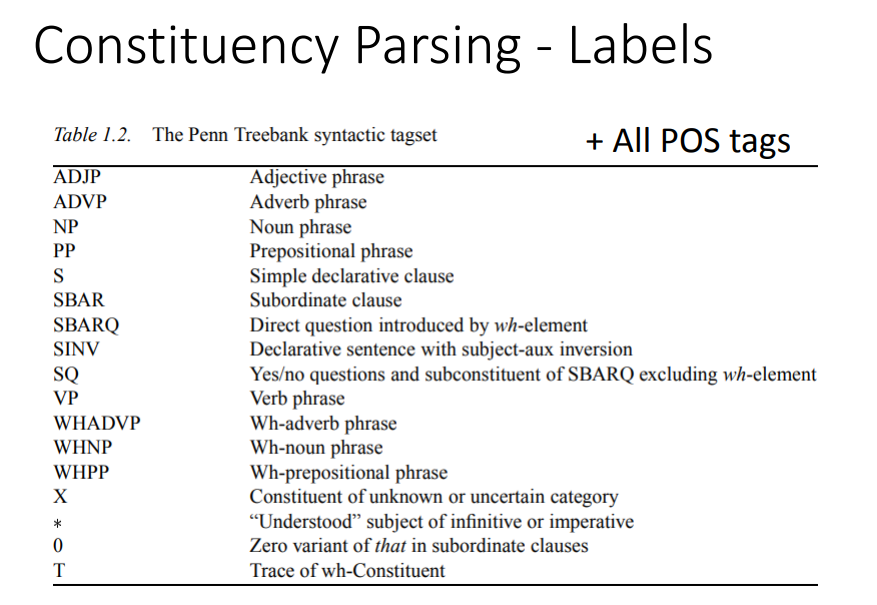 Constituency Parsing - Labels
Table 1.2. The Penn Treebank syntactic tagset
+ All POS tags
ADJP Adjective phrase
ADVP Adverb phrase
NP Noun phrase
PP Prepositional phrase
S Simple declarative clause
SBAR Subordinate clause
SBARQ Direct question introduced by wh-element
SINV Declarative sentence with subject-aux inversion
SQ Yes/no questions and subconstituent of SBARQ excluding wh-element
VP Verb phrase
WHADVP Wh-adverb phrase
WHNP Wh-noun phrase
WHPP Wh-prepositional phrase
X Constituent of unknown or uncertain category
* “Understood” subject of infinitive or imperative
0 Zero variant of that in subordinate clauses
T Trace of wh-Constituent